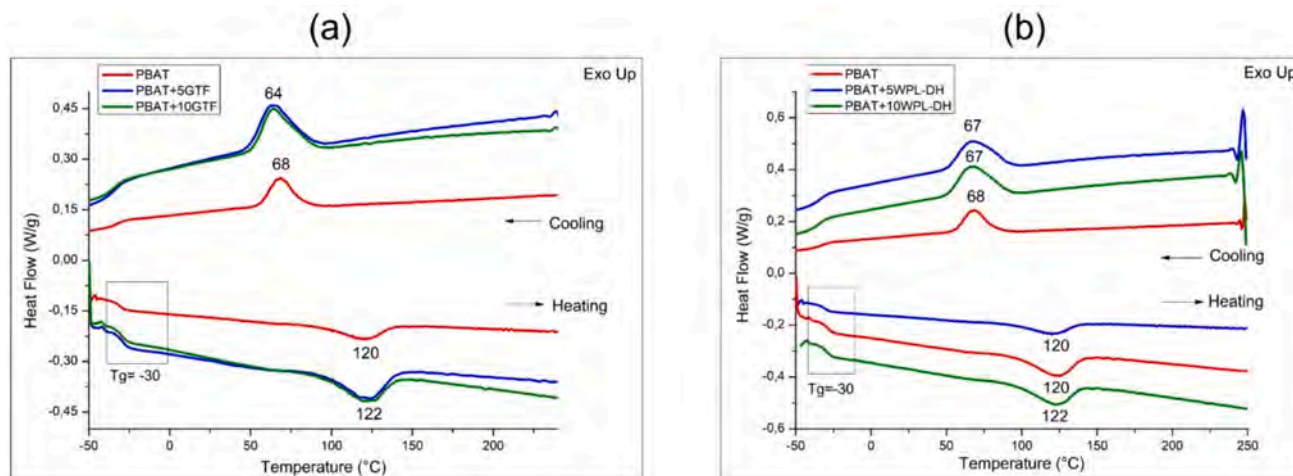 (a)
PBAT
PBAT+5GTF
PBAT+10GTF
Exo Up
64
68
Cooling
Heating
120
122
Tg= -30
Heat Flow (W/g)
0,45
0,30
0,15
0,00
-0,15
-0,30
-0,45
-50 0 50 100 150 200
Temperature (°C)
(b)
PBAT
PBAT+5WPL-DH
PBAT+10WPL-DH
Exo Up
67
67
68
Cooling
Heating
120
120
122
Tg=-30
Heat Flow (W/g)
0,6
0,4
0,2
0,0
-0,2
-0,4
-0,6
-50 0 50 100 150 200 250
Temperature (°C)